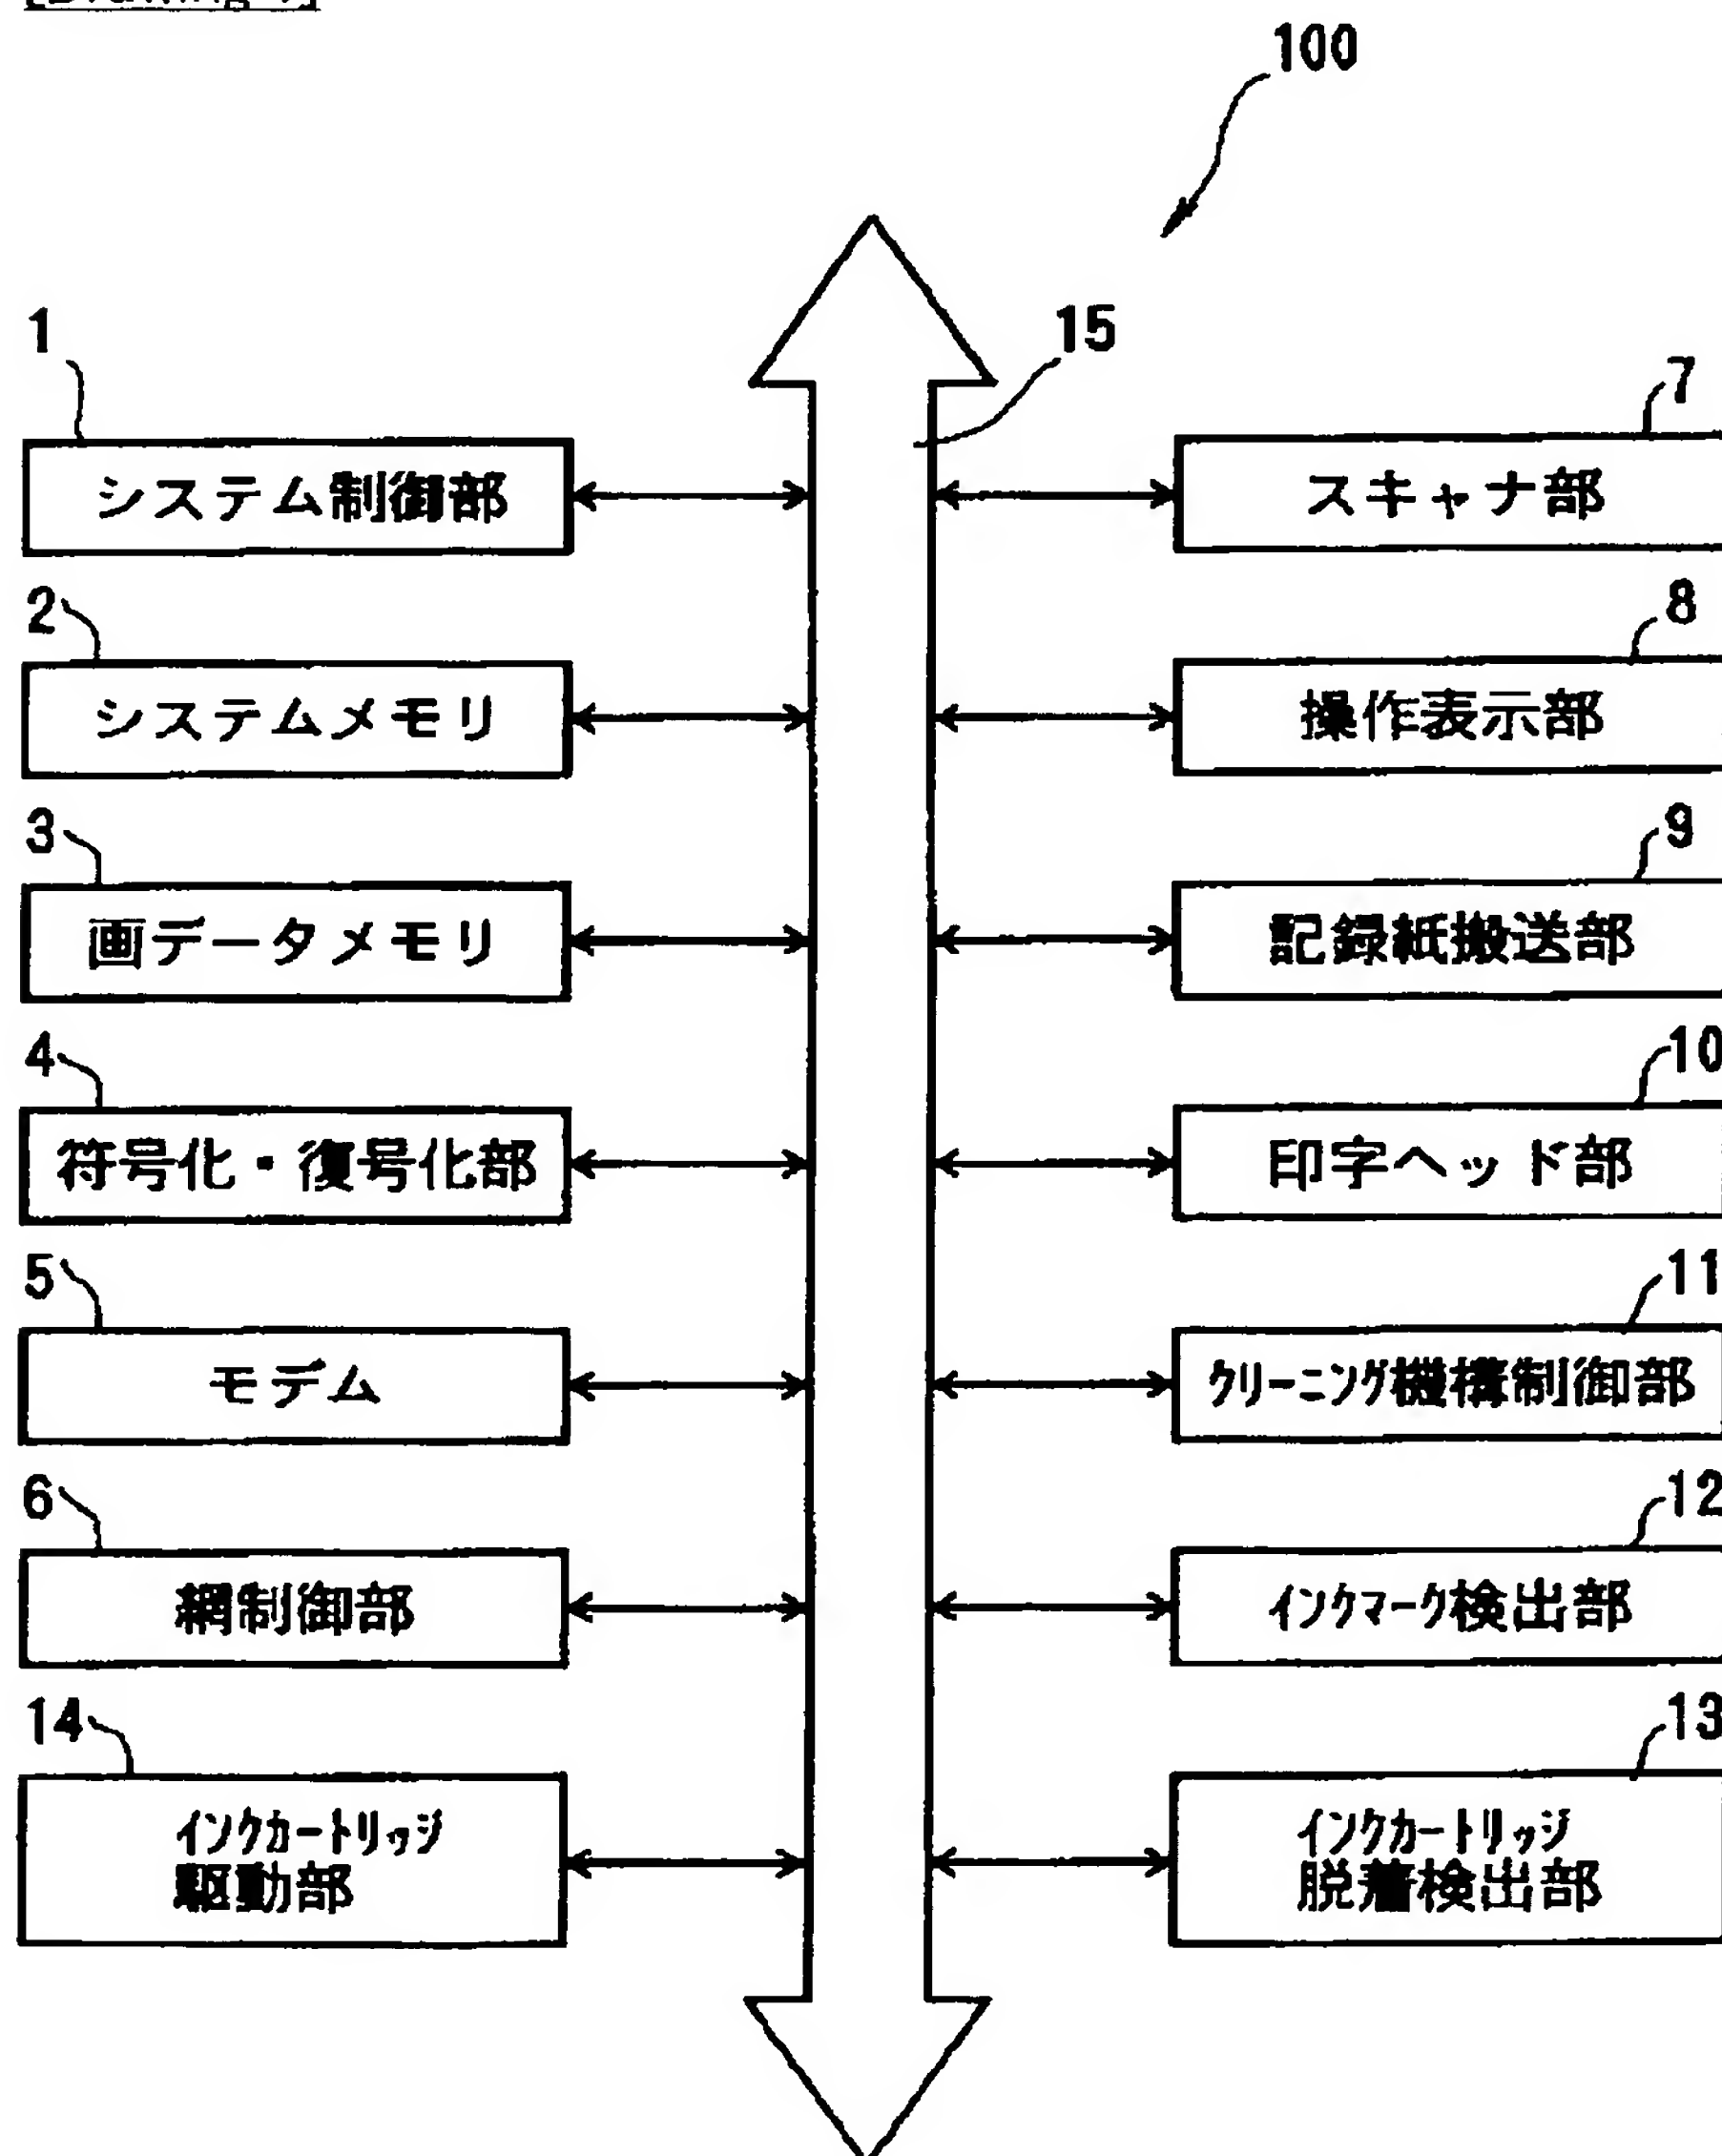 100
15
1
システム制御部
7
スキャナ部
2
システムメモリ
8
操作表示部
3
画データメモリ
9
記録紙搬送部
4
符号化・復号化部
10
印字ヘッド部
5
モデム
11
クリーニング機構制御部
6
網制御部
12
インクマーク検出部
14
インクカートリッジ
駆動部
13
インクカートリッジ
脱着検出部